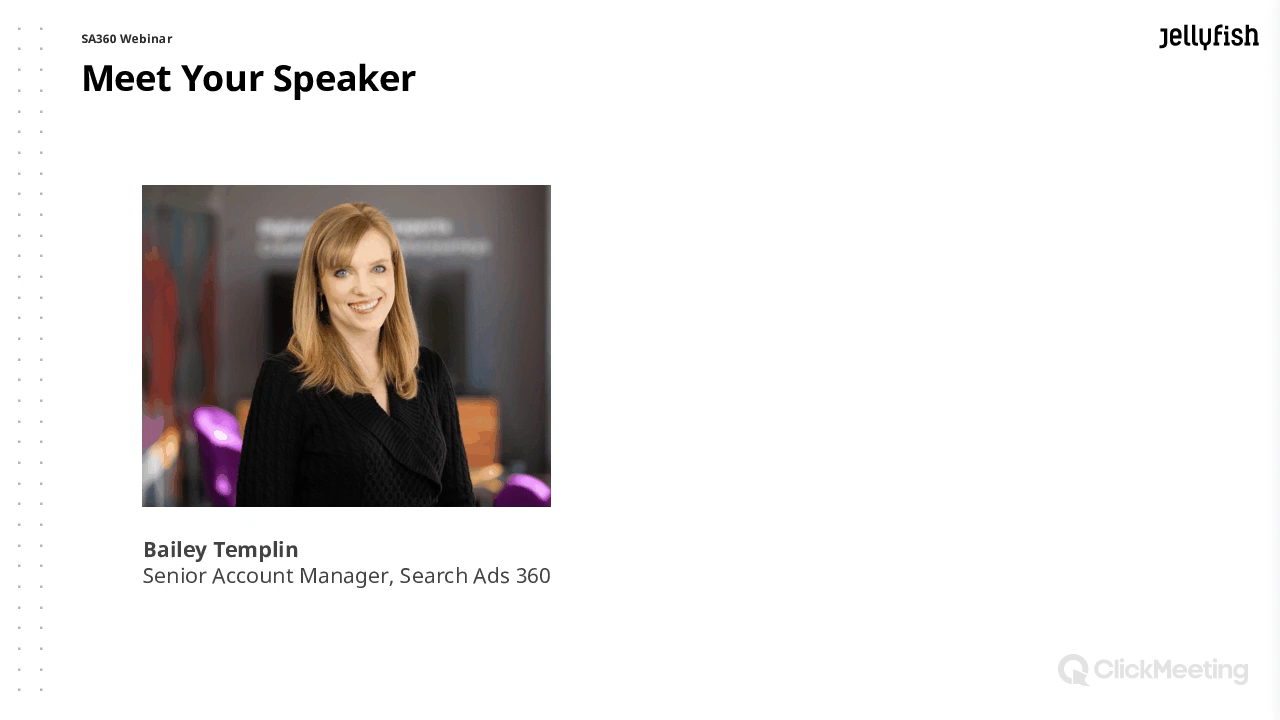 SA360 Webinar
jellyfish
Meet Your Speaker
Bailey Templin
Senior Account Manager, Search Ads 360
ClickMeeting